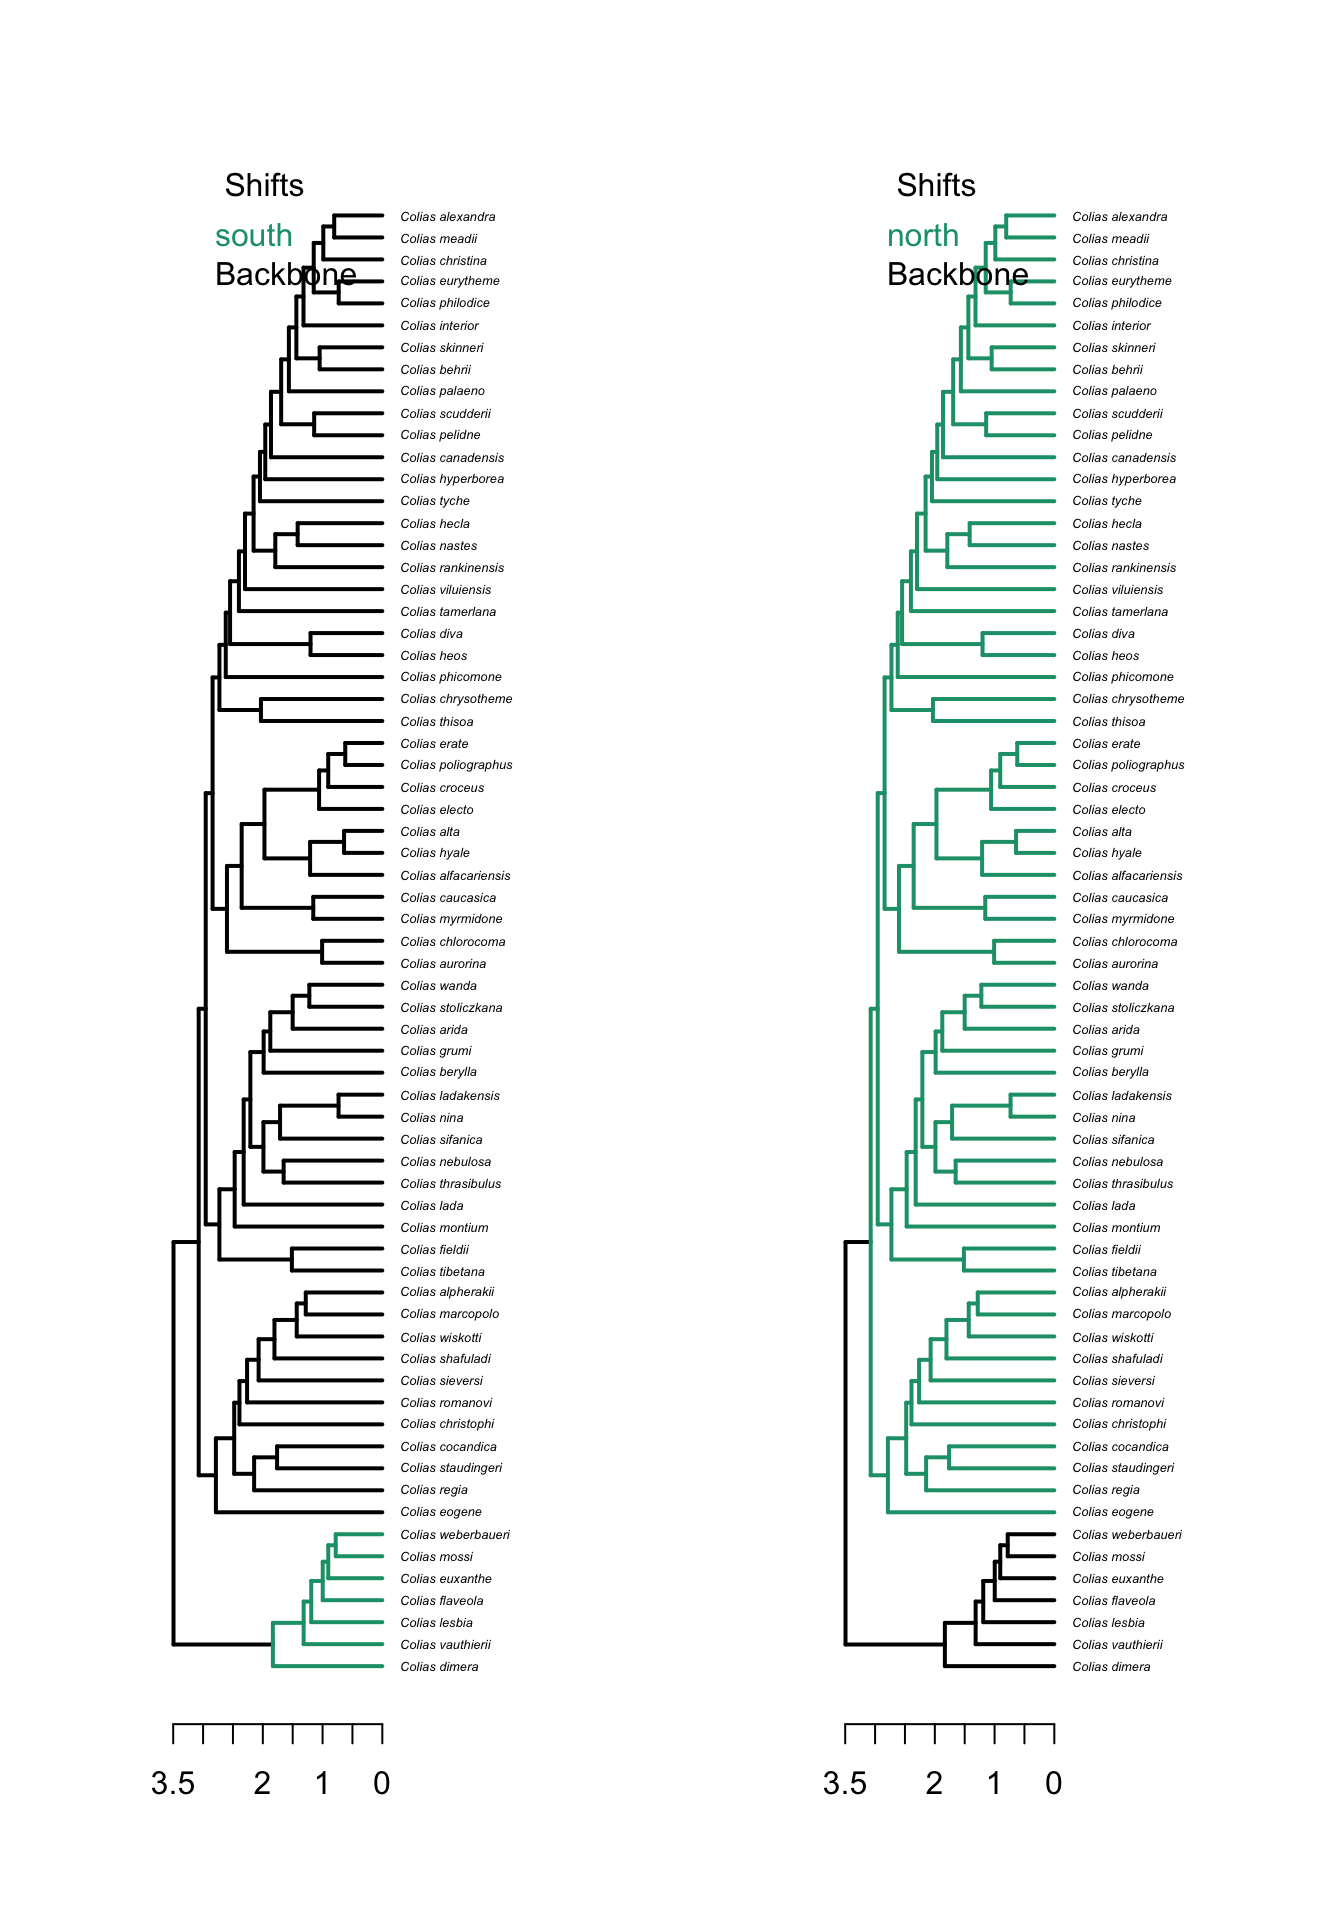 Shifts
south
Backbone
Colias alexandra
Colias meadii
Colias christina
Colias eurytheme
Colias philodice
Colias interior
Colias skinneri
Colias behrii
Colias palaeno
Colias scudderii
Colias pelidne
Colias canadensis
Colias hyperborea
Colias tyche
Colias hecla
Colias nastes
Colias rankinensis
Colias viluiensis
Colias tamerlana
Colias diva
Colias heos
Colias phicomone
Colias chrysotheme
Colias thisoa
Colias erate
Colias poliographus
Colias croceus
Colias electo
Colias alta
Colias hyale
Colias alfacariensis
Colias caucasica
Colias myrmidone
Colias chlorocoma
Colias aurorina
Colias wanda
Colias stoliczkana
Colias arida
Colias grumi
Colias berylla
Colias ladakensis
Colias nina
Colias sifanica
Colias nebulosa
Colias thrasibulus
Colias lada
Colias montium
Colias fieldii
Colias tibetana
Colias alpherakii
Colias marcopolo
Colias wiskotti
Colias shafuladi
Colias sieversi
Colias romanovi
Colias christophi
Colias cocandica
Colias staudingeri
Colias regia
Colias eogene
Colias weberbaueri
Colias mossi
Colias euxanthe
Colias flaveola
Colias lesbia
Colias vauthierii
Colias dimera
3.5 2 1 0
Shifts
north
Backbone
Colias alexandra
Colias meadii
Colias christina
Colias eurytheme
Colias philodice
Colias interior
Colias skinneri
Colias behrii
Colias palaeno
Colias scudderii
Colias pelidne
Colias canadensis
Colias hyperborea
Colias tyche
Colias hecla
Colias nastes
Colias rankinensis
Colias viluiensis
Colias tamerlana
Colias diva
Colias heos
Colias phicomone
Colias chrysotheme
Colias thisoa
Colias erate
Colias poliographus
Colias croceus
Colias electo
Colias alta
Colias hyale
Colias alfacariensis
Colias caucasica
Colias myrmidone
Colias chlorocoma
Colias aurorina
Colias wanda
Colias stoliczkana
Colias arida
Colias grumi
Colias berylla
Colias ladakensis
Colias nina
Colias sifanica
Colias nebulosa
Colias thrasibulus
Colias lada
Colias montium
Colias fieldii
Colias tibetana
Colias alpherakii
Colias marcopolo
Colias wiskotti
Colias shafuladi
Colias sieversi
Colias romanovi
Colias christophi
Colias cocandica
Colias staudingeri
Colias regia
Colias eogene
Colias weberbaueri
Colias mossi
Colias euxanthe
Colias flaveola
Colias lesbia
Colias vauthierii
Colias dimera
3.5 2 1 0